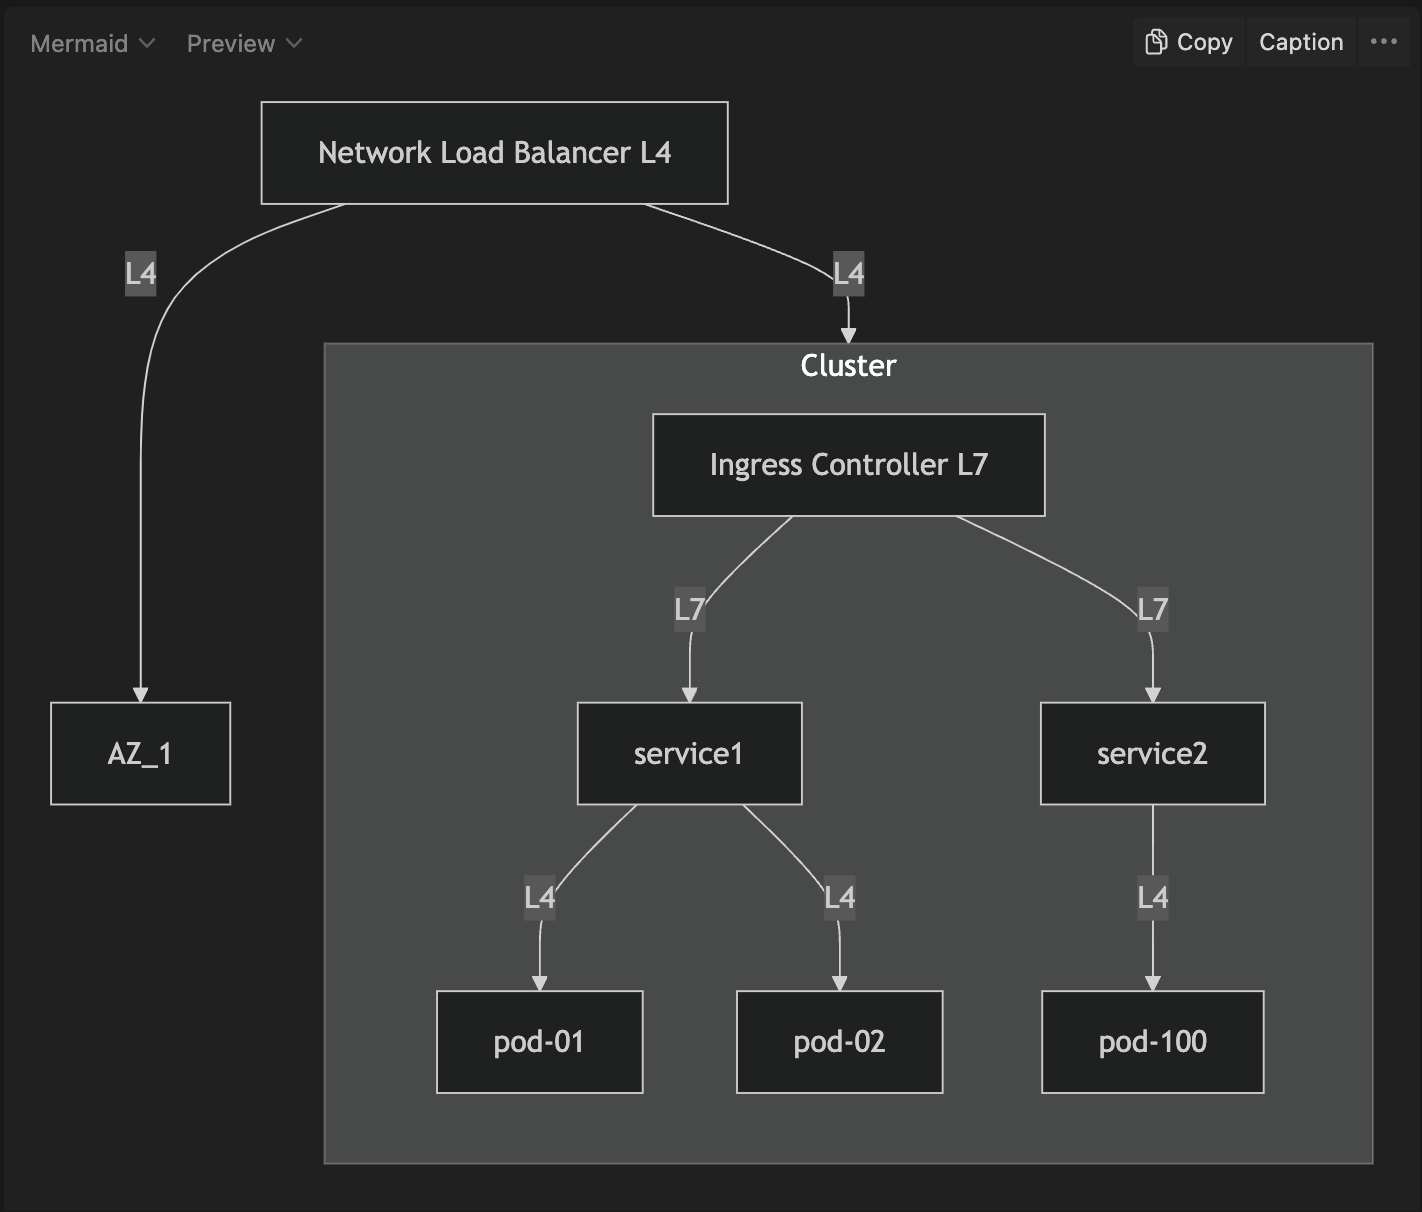 Mermaid
Preview
Copy
Caption
Network Load Balancer L4
L4
L4
Cluster
Ingress Controller L7
L7
L7
AZ_1
service1
service2
L4
L4
L4
pod-01
pod-02
pod-100